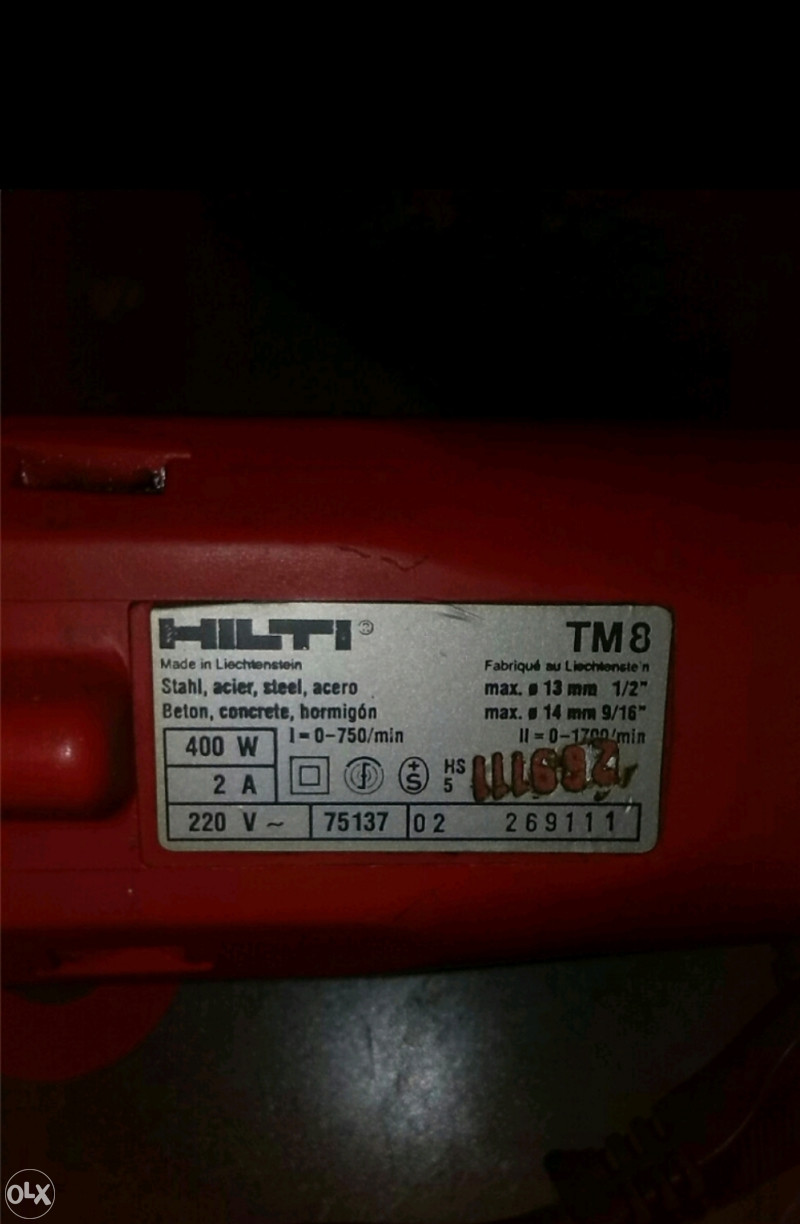 HILTI® TM8
Made in Liechtenstein Fabriqué au Liechtenstein
Stahl, acier, steel, acero max. ø 13 mm 1/2"
Beton, concrete, hormigón max. ø 14 mm 9/16"
I = 0-750/min II = 0-1700/min
400 W
2 A
+
S
HS
5
269111
220 V ~ 75137 02 269111
OLX